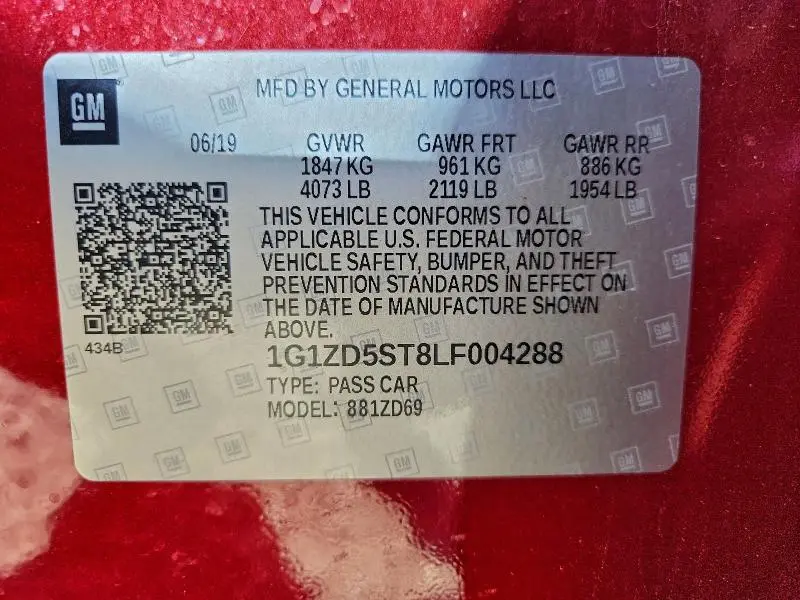 GM
MFD BY GENERAL MOTORS LLC
06/19 GVWR GAWR FRT GAWR RR
1847 KG 961 KG 886 KG
4073 LB 2119 LB 1954 LB
THIS VEHICLE CONFORMS TO ALL
APPLICABLE U.S. FEDERAL MOTOR
VEHICLE SAFETY, BUMPER, AND THEFT
PREVENTION STANDARDS IN EFFECT ON
THE DATE OF MANUFACTURE SHOWN
ABOVE.
434B
1G1ZD5ST8LF004288
TYPE: PASS CAR
MODEL: 881ZD69